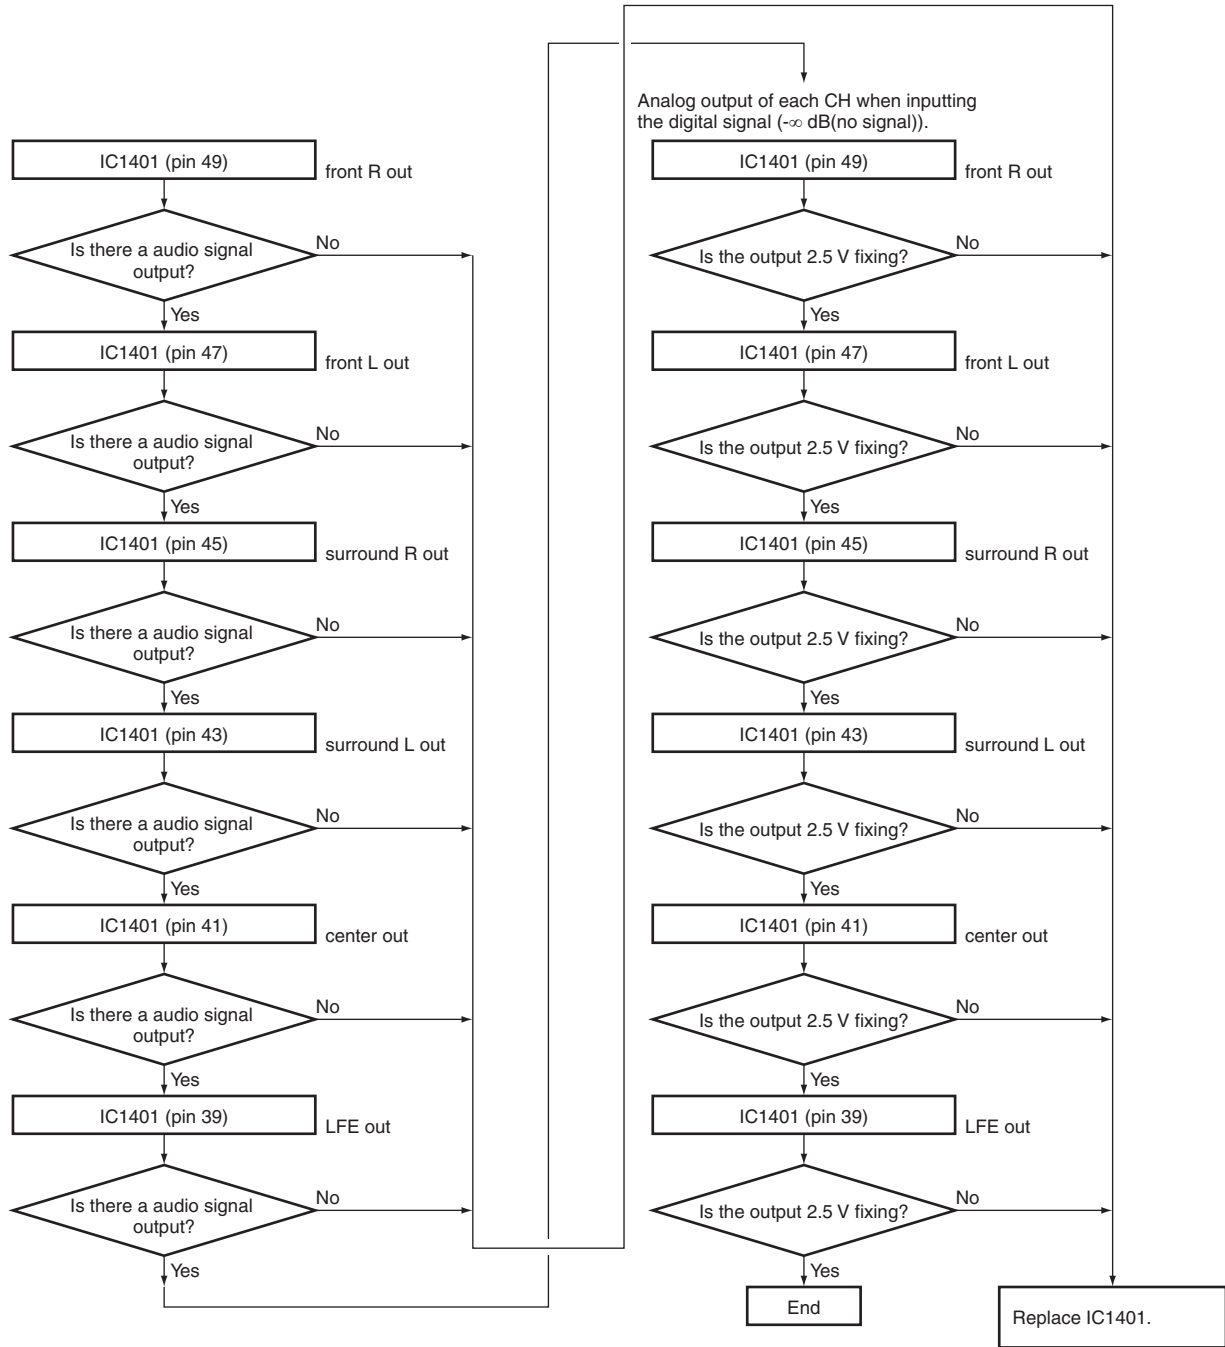 IC1401 (pin 49)
front R out
Is there a audio signal
output?
No
Yes
IC1401 (pin 47)
front L out
Is there a audio signal
output?
No
Yes
IC1401 (pin 45)
surround R out
Is there a audio signal
output?
No
Yes
IC1401 (pin 43)
surround L out
Is there a audio signal
output?
No
Yes
IC1401 (pin 41)
center out
Is there a audio signal
output?
No
Yes
IC1401 (pin 39)
LFE out
Is there a audio signal
output?
No
Yes
Analog output of each CH when inputting
the digital signal (-∞ dB(no signal)).
IC1401 (pin 49)
front R out
Is the output 2.5 V fixing?
No
Yes
IC1401 (pin 47)
front L out
Is the output 2.5 V fixing?
No
Yes
IC1401 (pin 45)
surround R out
Is the output 2.5 V fixing?
No
Yes
IC1401 (pin 43)
surround L out
Is the output 2.5 V fixing?
No
Yes
IC1401 (pin 41)
center out
Is the output 2.5 V fixing?
No
Yes
IC1401 (pin 39)
LFE out
Is the output 2.5 V fixing?
No
Yes
End
Replace IC1401.